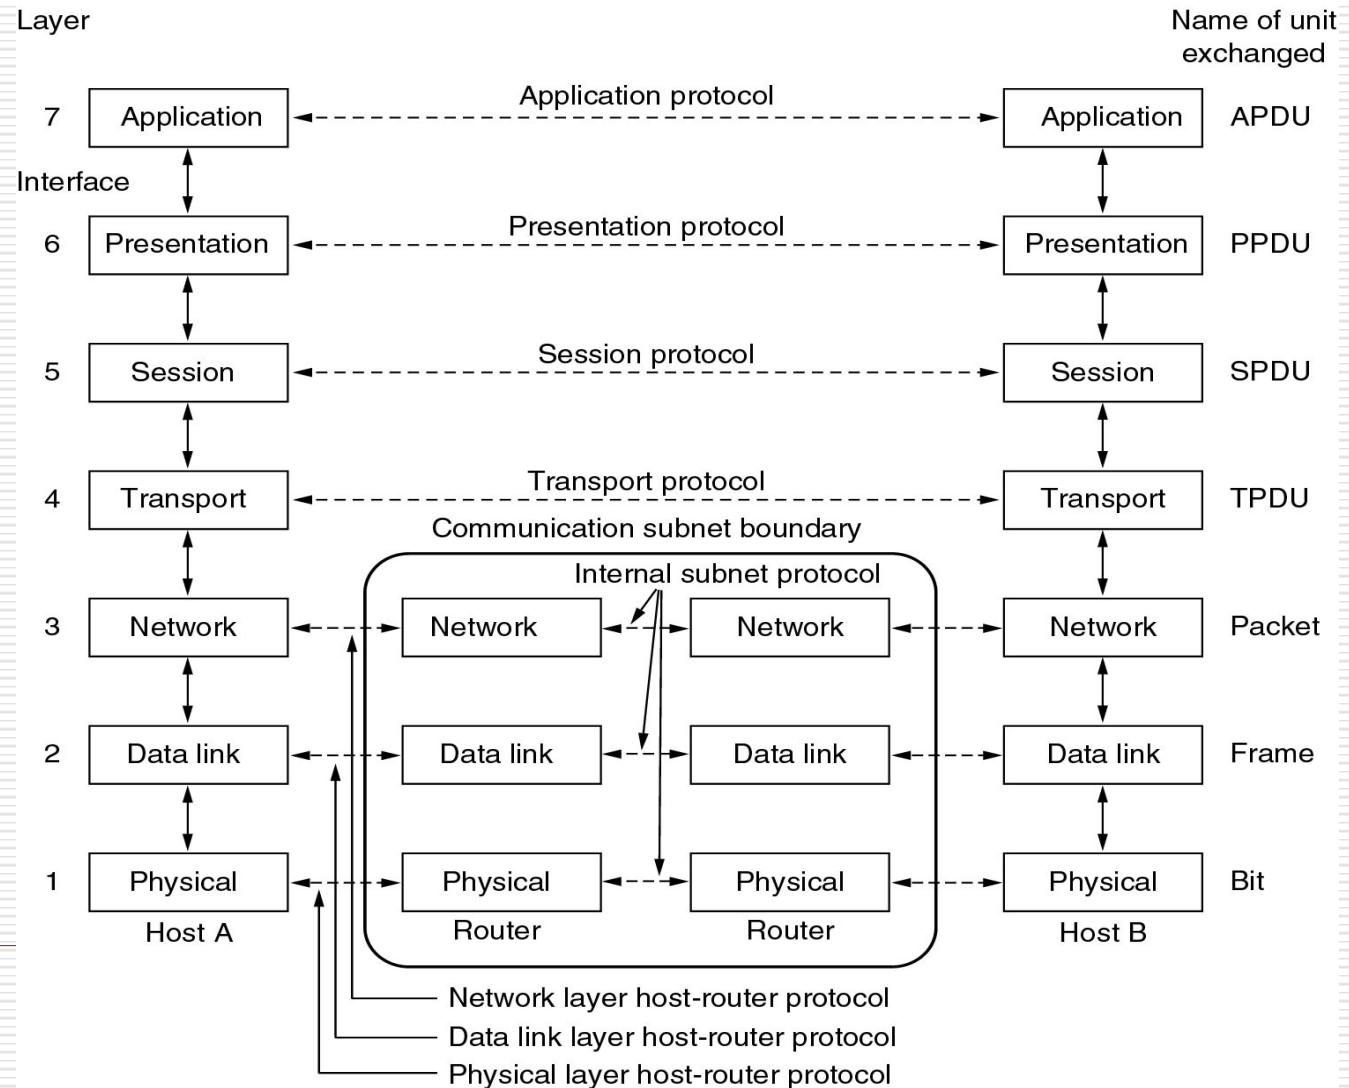 Layer
Name of unit
exchanged
7
Application
Application protocol
Application
APDU
Interface
6
Presentation
Presentation protocol
Presentation
PPDU
5
Session
Session protocol
Session
SPDU
4
Transport
Transport protocol
Transport
TPDU
Communication subnet boundary
Internal subnet protocol
3
Network
Network
Network
Network
Packet
2
Data link
Data link
Data link
Data link
Frame
1
Physical
Physical
Physical
Physical
Bit
Host A
Router
Router
Host B
Network layer host-router protocol
Data link layer host-router protocol
Physical layer host-router protocol